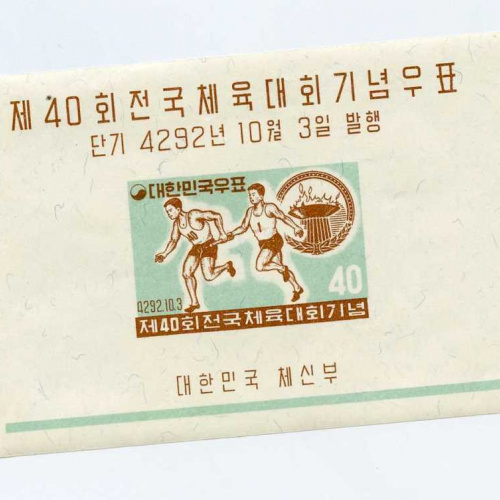 제 40 회 전국체육대회기념우표
단기 4292년 10월 3일 발행
대한민국우표
4292.10.3
40
제40회전국체육대회기념
대한민국 체신부